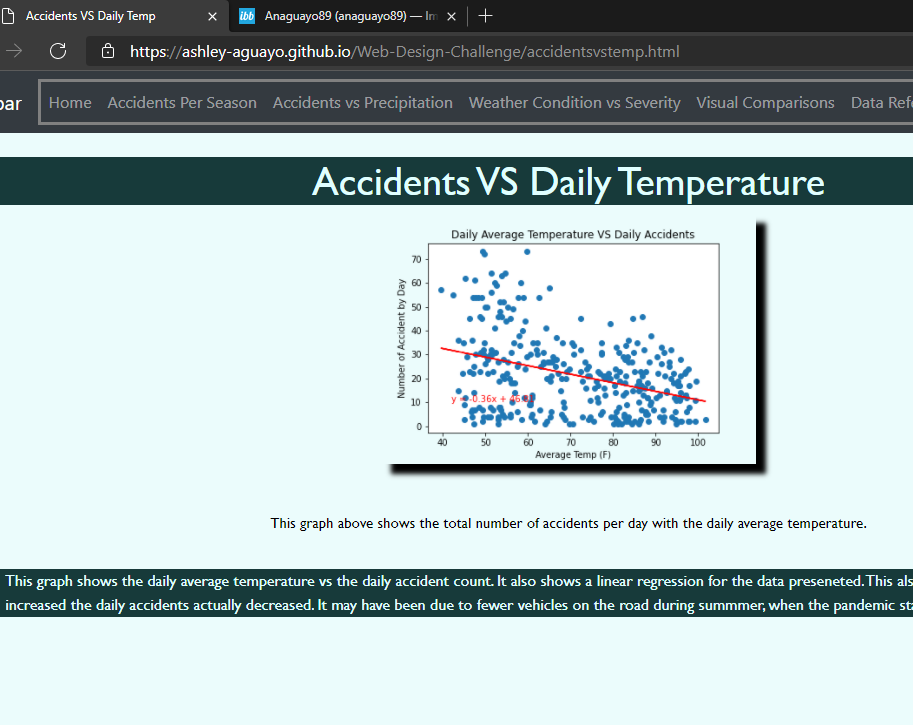 Accidents VS Daily Temp
ibb Anaguayo89 (anaguayo89) — Im
https://ashley-aguayo.github.io/Web-Design-Challenge/accidentsvstemp.html
Home Accidents Per Season Accidents vs Precipitation Weather Condition vs Severity Visual Comparisons Data
Accidents VS Daily Temperature
Daily Average Temperature VS Daily Accidents
Number of Accident by Day
70
60
50
40
30
20
10
0
y = -0.36x +
40 50 60 70 80 90 100
Average Temp (F)
This graph above shows the total number of accidents per day with the daily average temperature.
This graph shows the daily average temperature vs the daily accident count. It also shows a linear regression for the data preseneted. This
increased the daily accidents actually decreased. It may have been due to fewer vehicles on the road during summmer, when the pandemic